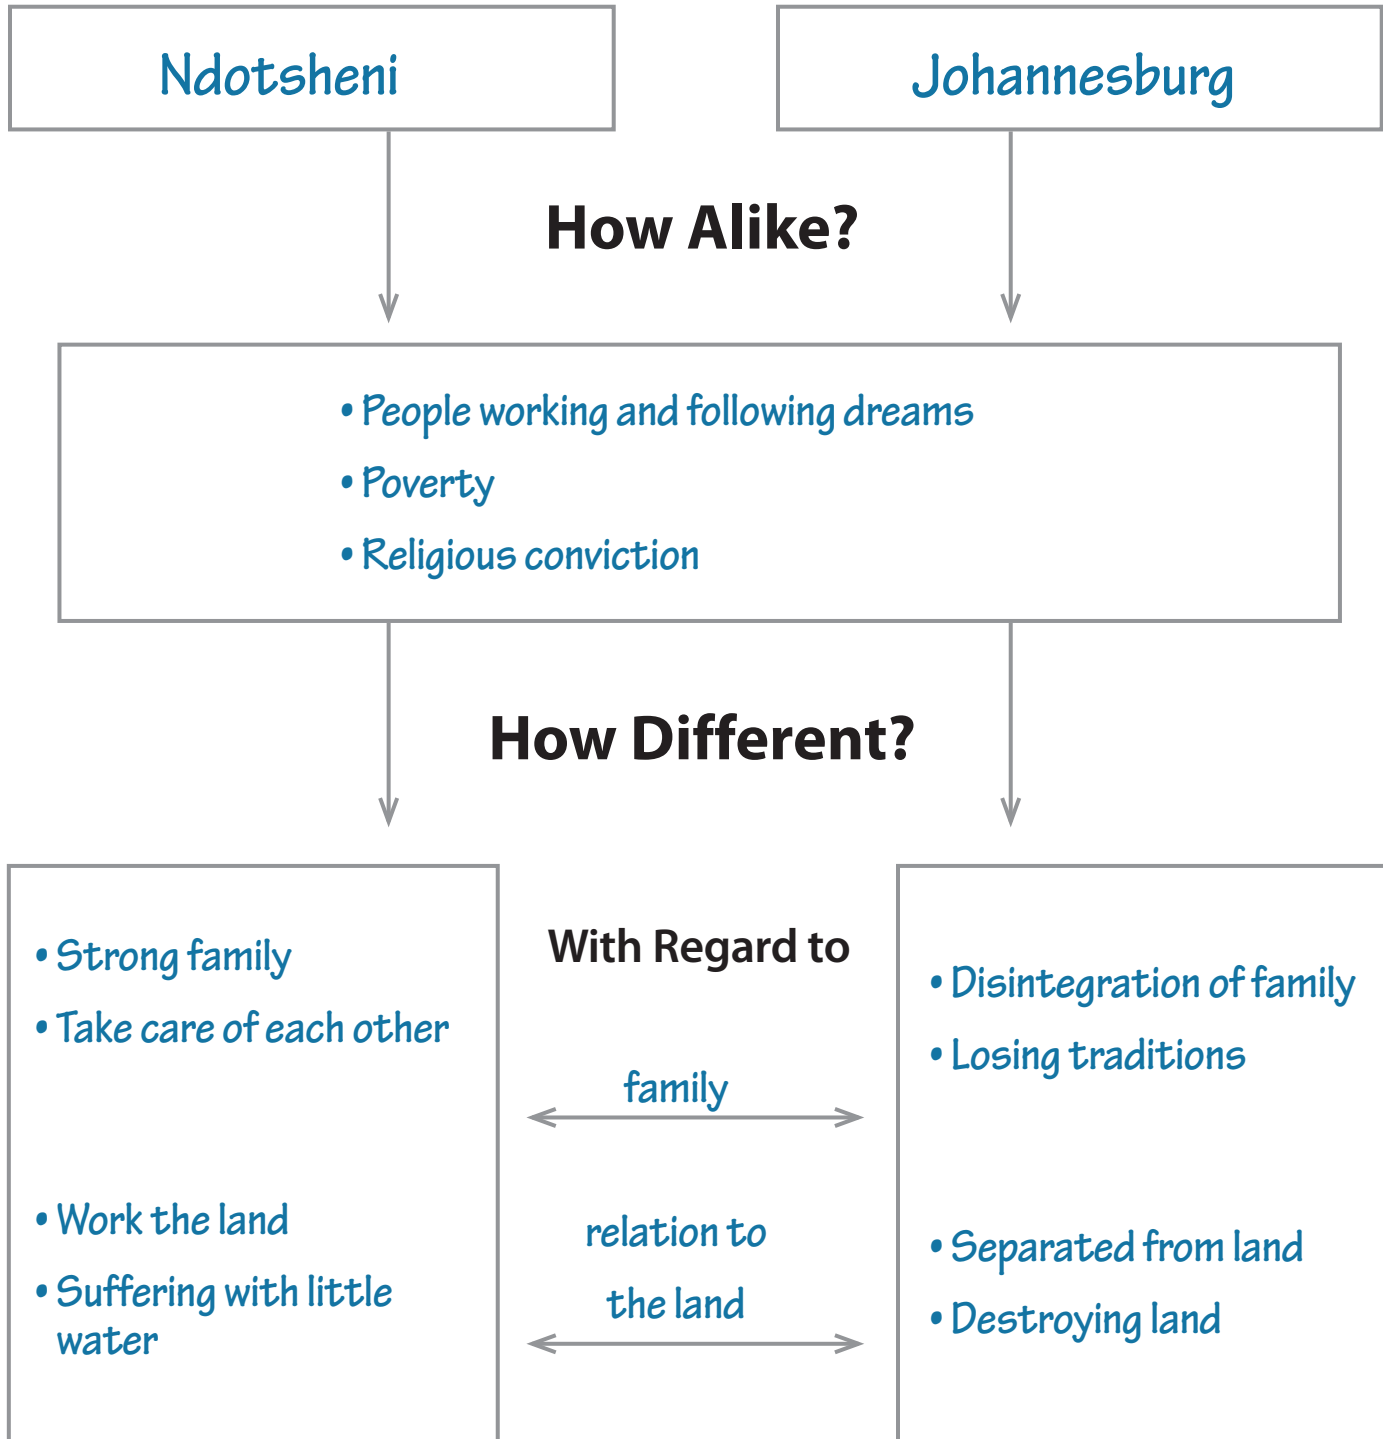 Ndotsheni
Johannesburg
How Alike?
• People working and following dreams
• Poverty
• Religious conviction
How Different?
• Strong family
• Take care of each other
• Work the land
• Suffering with little
water
With Regard to
family
relation to
the land
• Disintegration of family
• Losing traditions
• Separated from land
• Destroying land